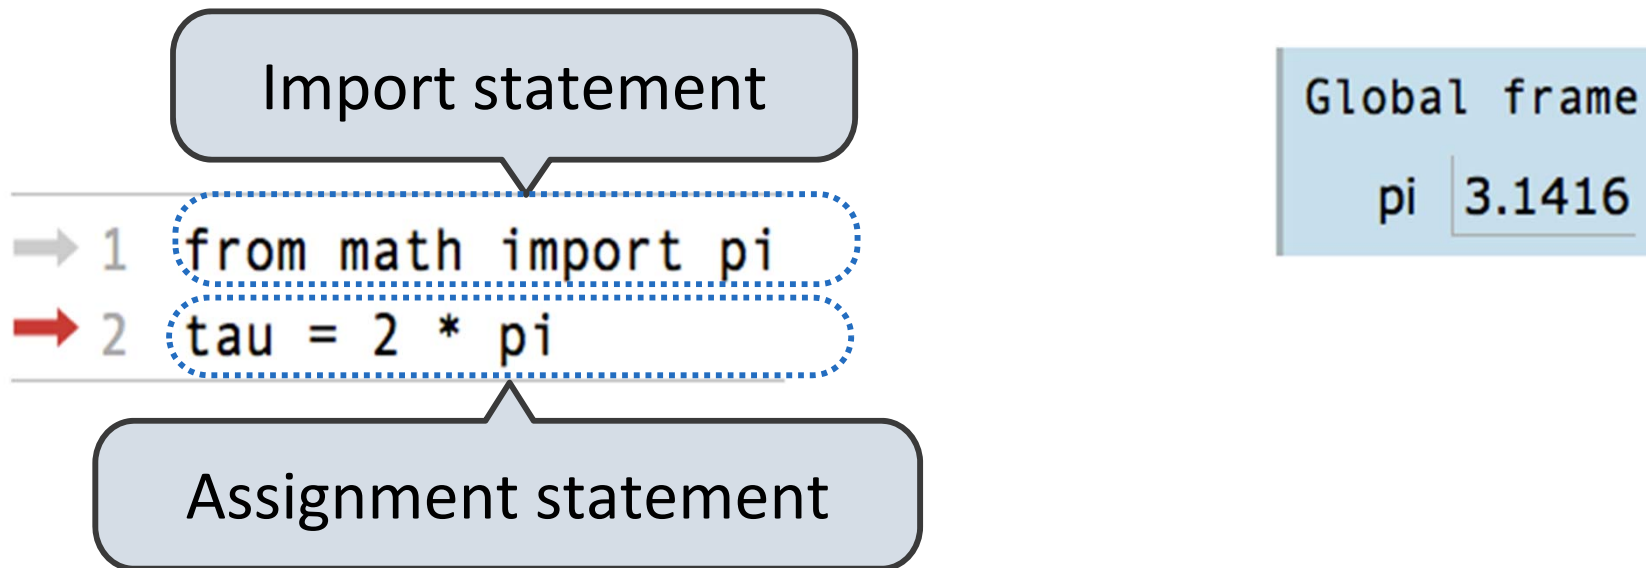 Import statement
1 from math import pi
2 tau = 2 * pi
Assignment statement
Global frame
pi 3.1416